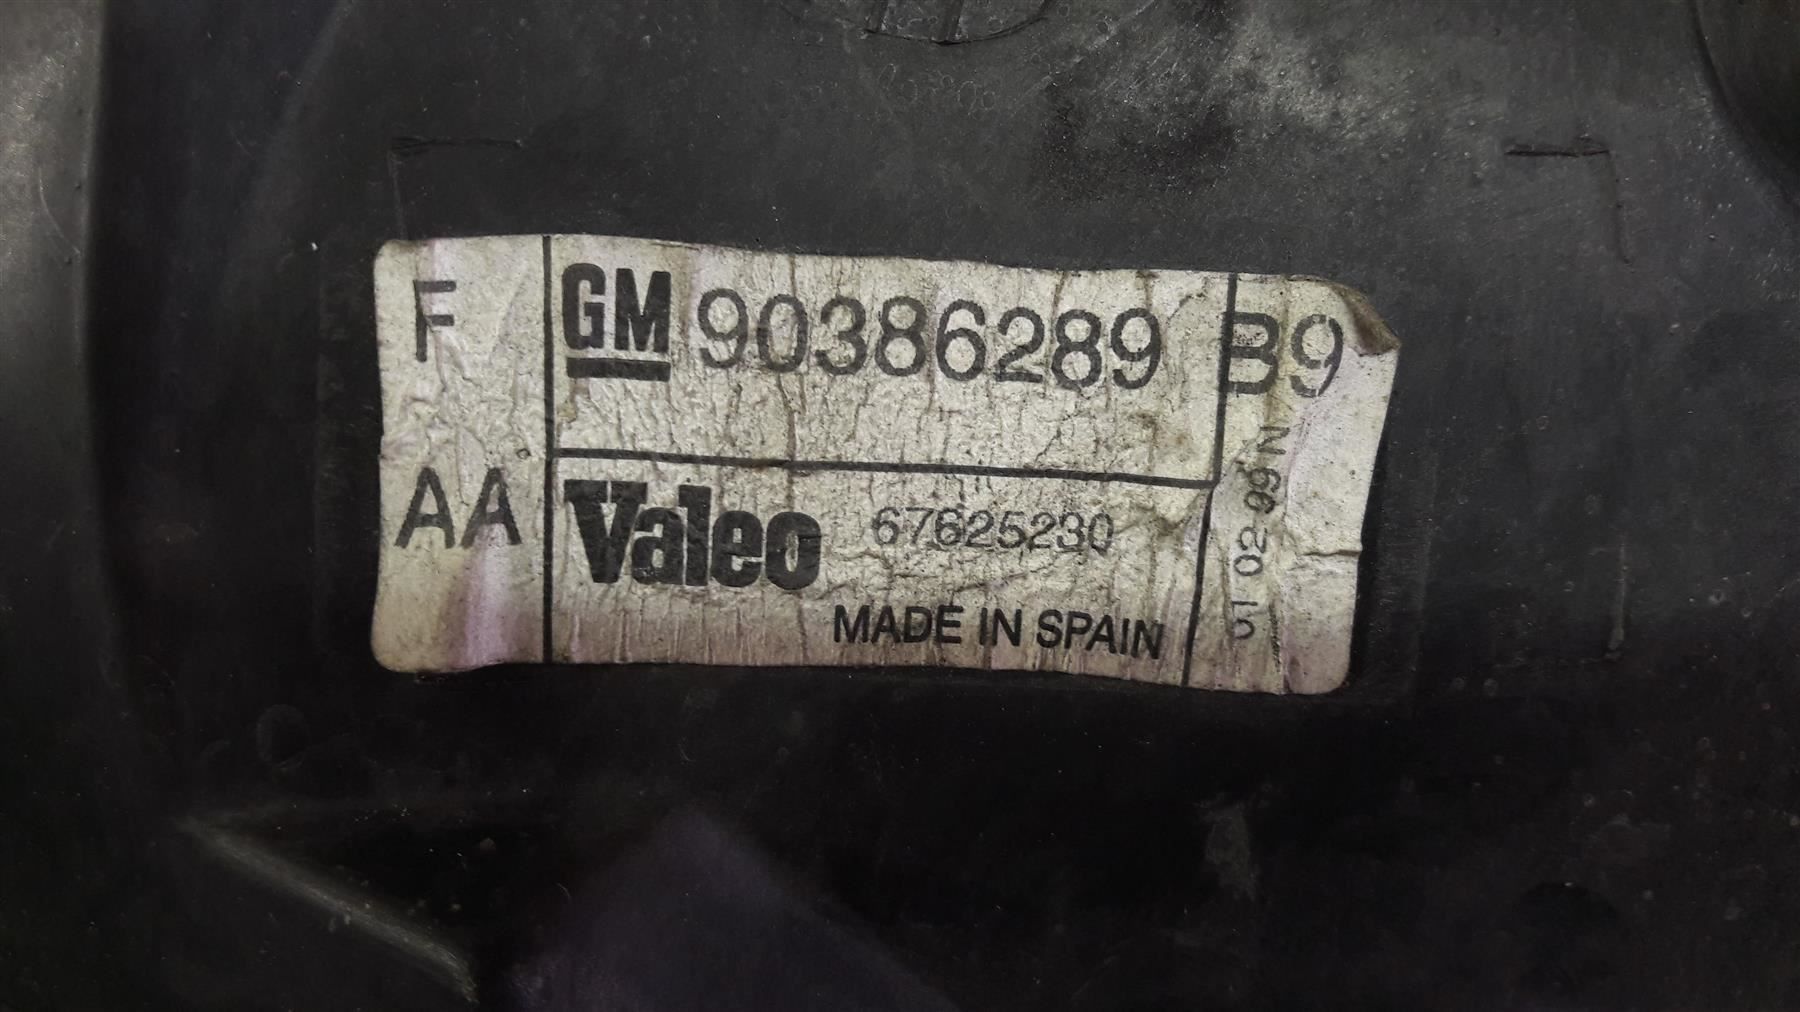 F GM 90386289 B9
AA Valeo 67625230
MADE IN SPAIN
01 02 99 N